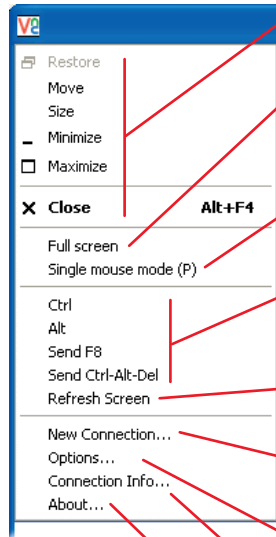 Restore
Move
Size
Minimize
Maximize
Close Alt+F4
Full screen
Single mouse mode (P)
Ctrl
Alt
Send F8
Send Ctrl-Alt-Del
Refresh Screen
New Connection...
Options...
Connection Info...
About...